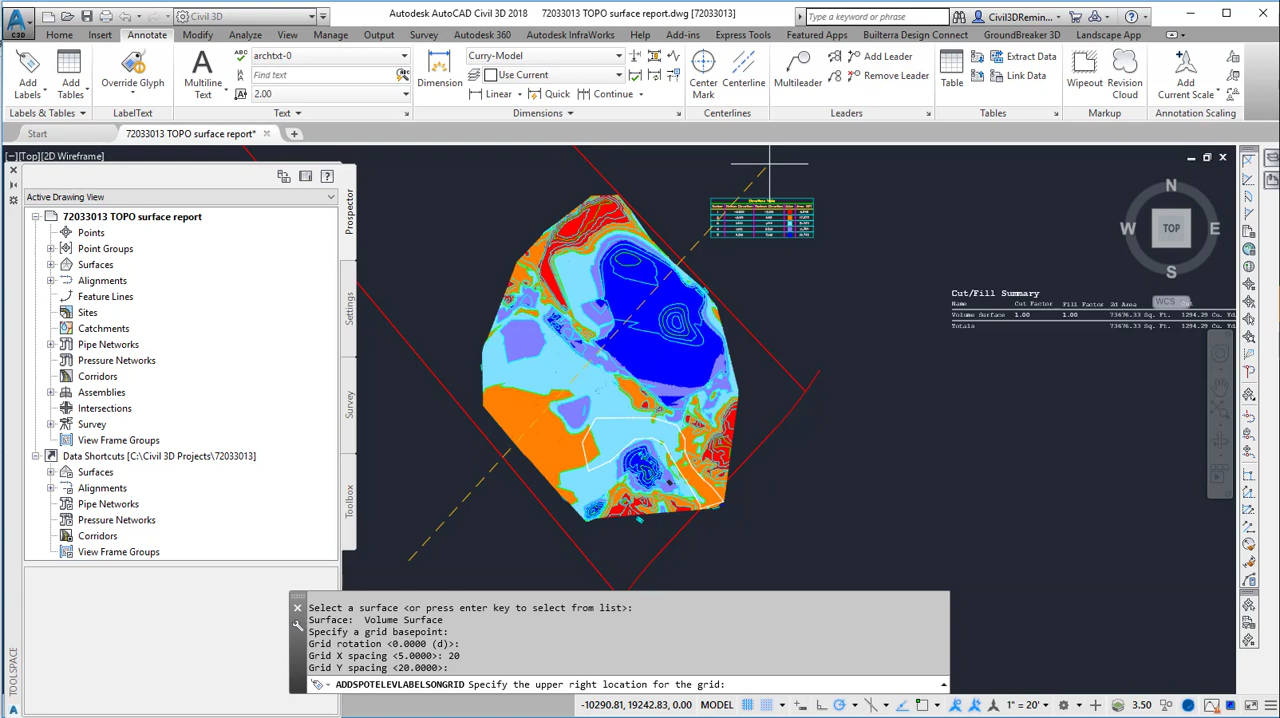 Civil 3D
Autodesk AutoCAD Civil 3D 2018 72033013 TOPO surface report.dwg [72033013]
Type a keyword or phrase
Civil3DRemin...
C3D
Home Insert Annotate Modify Analyze View Manage Output Survey Autodesk 360 Autodesk InfraWorks Help Add-ins Express Tools Featured Apps Builterra Design Connect GroundBreaker 3D Landscape App
archtxt-0
Find text
2.00
Curry-Model
Use Current
Linear Quick Continue
Add Leader
Remove Leader
Extract Data
Link Data
Add Labels
Add Tables
Override Glyph
Multiline Text
Dimension
Center Mark
Centerline
Multileader
Table
Wipeout
Revision Cloud
Add Current Scale
Labels & Tables LabelText Text Dimensions Centerlines Leaders Tables Markup Annotation Scaling
Start 72033013 TOPO surface report*
[−][Top][2D Wireframe]
Active Drawing View
72033013 TOPO surface report
Points
Point Groups
Surfaces
Alignments
Feature Lines
Sites
Catchments
Pipe Networks
Pressure Networks
Corridors
Assemblies
Intersections
Survey
View Frame Groups
Data Shortcuts [C:\Civil 3D Projects\72033013]
Surfaces
Alignments
Pipe Networks
Pressure Networks
Corridors
View Frame Groups
Prospector
Settings
Survey
Toolbox
TOOLSPACE
N
W TOP E
S
WCS
Cut/Fill Summary
Name Cut Factor Fill Factor 2d Area Cut
Volume Surface 1.00 1.00 73676.33 Sq. Ft. 1294.29 Cu. Yd.
Totals 73676.33 Sq. Ft. 1294.29 Cu. Yd.
Select a surface <or press enter key to select from list>:
Surface: Volume Surface
Specify a grid basepoint:
Grid rotation <0.0000 (d)>:
Grid X spacing <5.0000>: 20
Grid Y spacing <20.0000>:
ADDSPOTELEVLABELSONGRID Specify the upper right location for the grid:
-10290.81, 19242.83, 0.00 MODEL 1" = 20' 3.50